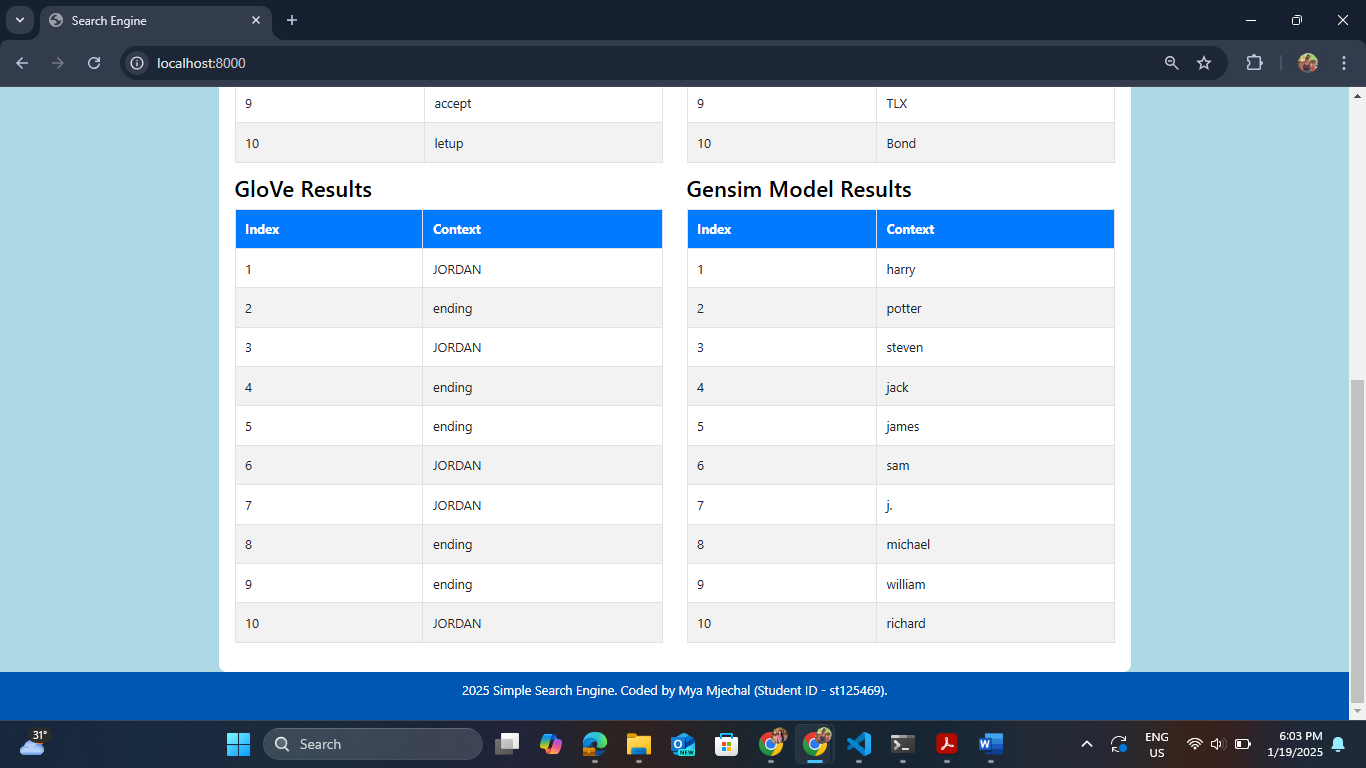 Search Engine
localhost:8000
9 accept
10 letup
9 TLX
10 Bond
GloVe Results
Index Context
1 JORDAN
2 ending
3 JORDAN
4 ending
5 ending
6 JORDAN
7 JORDAN
8 ending
9 ending
10 JORDAN
Gensim Model Results
Index Context
1 harry
2 potter
3 steven
4 jack
5 james
6 sam
7 j.
8 michael
9 william
10 richard
2025 Simple Search Engine. Coded by Mya Mjechal (Student ID - st125469).
31°
Search
NEW
ENG
US
6:03 PM
1/19/2025